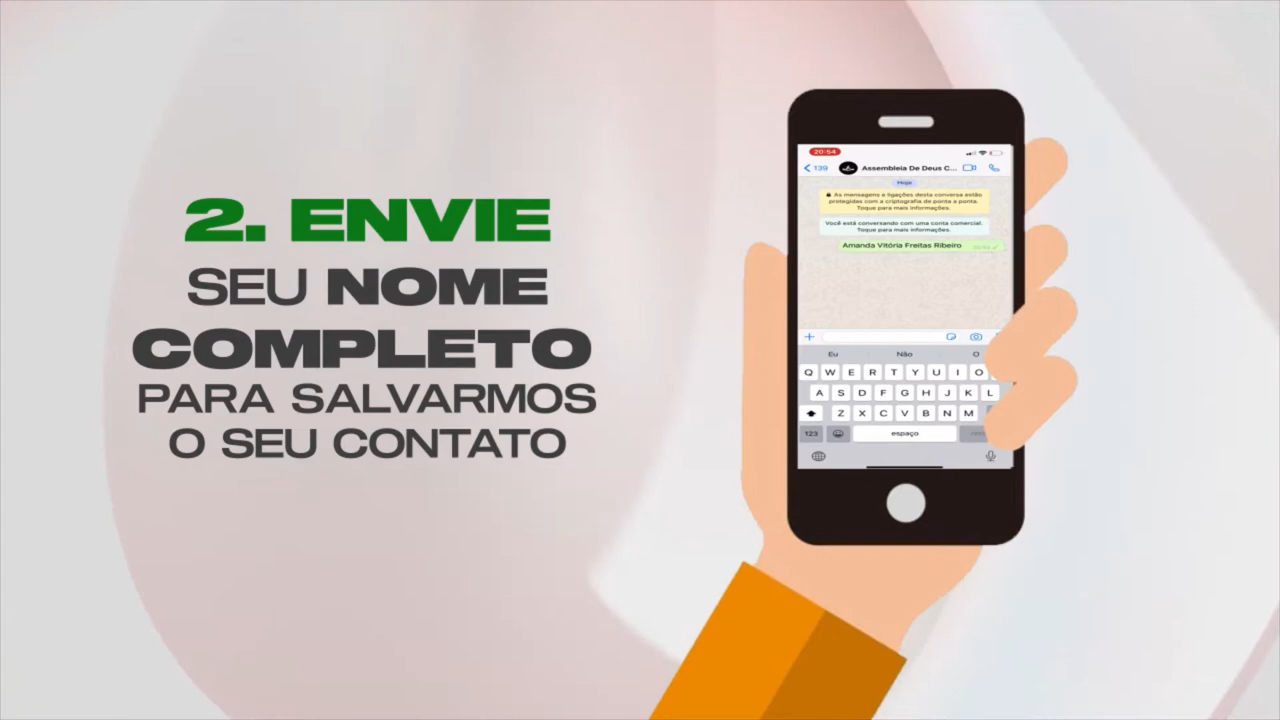 2. ENVIE
SEU NOME
COMPLETO
PARA SALVARMOS
O SEU CONTATO
20:54
139
Assembleia De Deus C...
Hoje
As mensagens e ligações desta conversa estão
protegidas com a criptografia de ponta a ponta.
Toque para mais informações.
Você está conversando com uma conta comercial.
Toque para mais informações.
Amanda Vitória Freitas Ribeiro
Eu Não O
Q W E R T Y U I O
A S D F G H J K L
Z X C V B N M
123 espaço